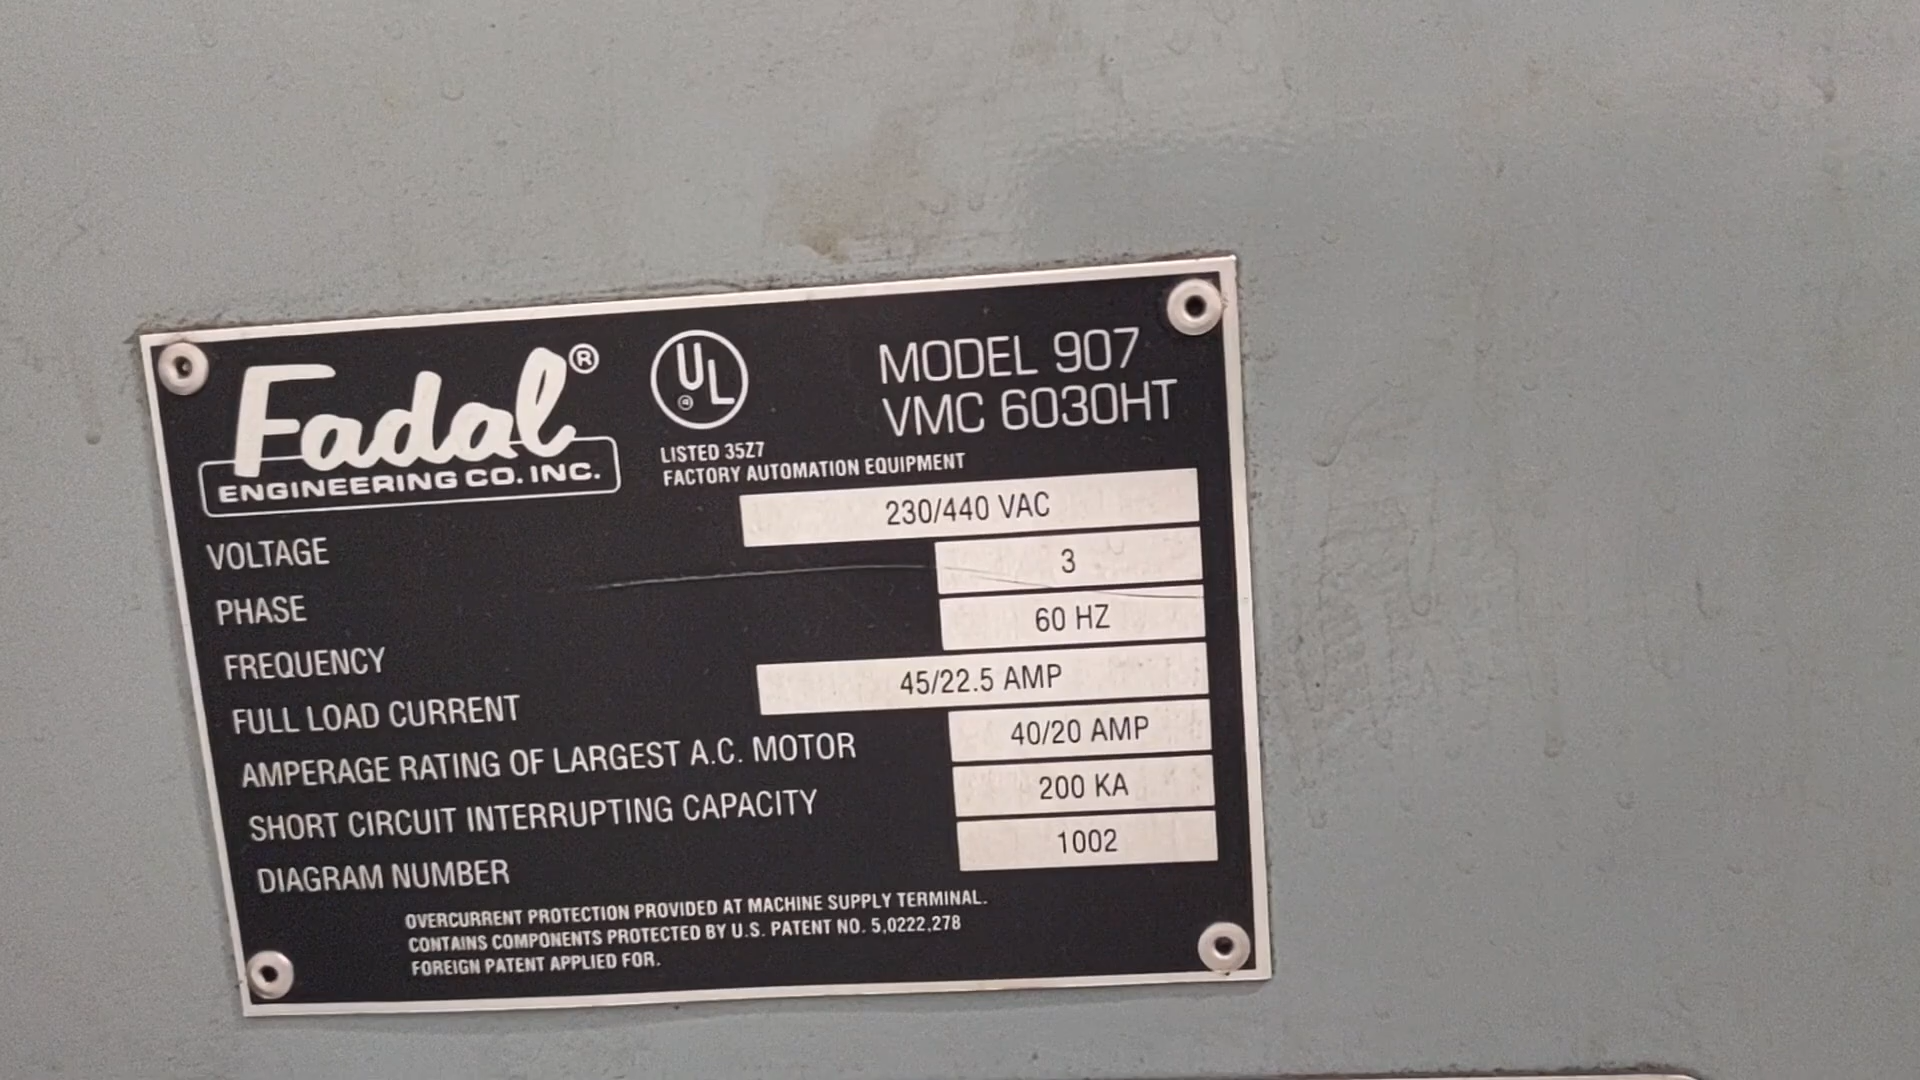 Fadal®
ENGINEERING CO. INC.
UL ®
LISTED 35Z7
FACTORY AUTOMATION EQUIPMENT
MODEL 907
VMC 6030HT
VOLTAGE 230/440 VAC
PHASE 3
FREQUENCY 60 HZ
FULL LOAD CURRENT 45/22.5 AMP
AMPERAGE RATING OF LARGEST A.C. MOTOR 40/20 AMP
SHORT CIRCUIT INTERRUPTING CAPACITY 200 KA
DIAGRAM NUMBER 1002
OVERCURRENT PROTECTION PROVIDED AT MACHINE SUPPLY TERMINAL.
CONTAINS COMPONENTS PROTECTED BY U.S. PATENT NO. 5,0222,278
FOREIGN PATENT APPLIED FOR.